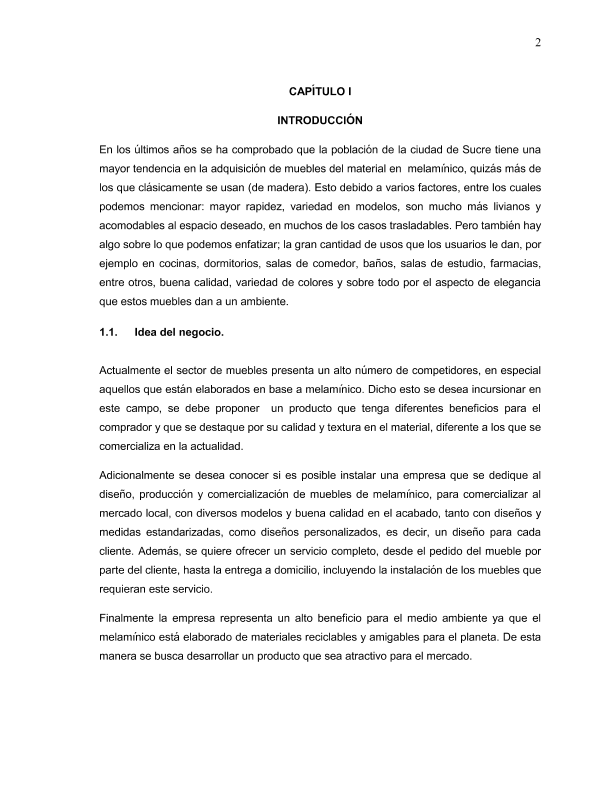 2
CAPÍTULO I
INTRODUCCIÓN
En los últimos años se ha comprobado que la población de la ciudad de Sucre tiene una
mayor tendencia en la adquisición de muebles del material en  melamínico, quizás más de
los que clásicamente se usan (de madera). Esto debido a varios factores, entre los cuales
podemos mencionar: mayor rapidez, variedad en modelos, son mucho más livianos y
acomodables al espacio deseado, en muchos de los casos trasladables. Pero también hay
algo sobre lo que podemos enfatizar; la gran cantidad de usos que los usuarios le dan, por
ejemplo en cocinas, dormitorios, salas de comedor, baños, salas de estudio, farmacias,
entre otros, buena calidad, variedad de colores y sobre todo por el aspecto de elegancia
que estos muebles dan a un ambiente.
1.1. Idea del negocio.
Actualmente el sector de muebles presenta un alto número de competidores, en especial
aquellos que están elaborados en base a melamínico. Dicho esto se desea incursionar en
este campo, se debe proponer  un producto que tenga diferentes beneficios para el
comprador y que se destaque por su calidad y textura en el material, diferente a los que se
comercializa en la actualidad.
Adicionalmente se desea conocer si es posible instalar una empresa que se dedique al
diseño, producción y comercialización de muebles de melamínico, para comercializar al
mercado local, con diversos modelos y buena calidad en el acabado, tanto con diseños y
medidas estandarizadas, como diseños personalizados, es decir, un diseño para cada
cliente. Además, se quiere ofrecer un servicio completo, desde el pedido del mueble por
parte del cliente, hasta la entrega a domicilio, incluyendo la instalación de los muebles que
requieran este servicio.
Finalmente la empresa representa un alto beneficio para el medio ambiente ya que el
melamínico está elaborado de materiales reciclables y amigables para el planeta. De esta
manera se busca desarrollar un producto que sea atractivo para el mercado.